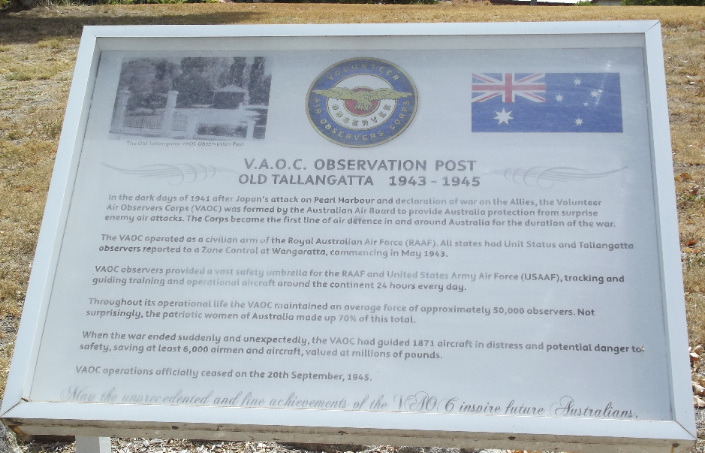 VOLUNTEER
AIR OBSERVERS CORPS
OBSERVER
The Old Tallangatta VAOC Observation Post
V.A.O.C. OBSERVATION POST
OLD TALLANGATTA 1943 - 1945
In the dark days of 1941 after Japan's attack on Pearl Harbour and declaration of war on the Allies, the Volunteer
Air Observers Corps (VAOC) was formed by the Australian Air Board to provide Australia protection from surprise
enemy air attacks. The Corps became the first line of air defence in and around Australia for the duration of the war.
The VAOC operated as a civilian arm of the Royal Australian Air Force (RAAF). All states had Unit Status and Tallangatta
observers reported to a Zone Control at Wangaratta, commencing in May 1943.
VAOC observers provided a vast safety umbrella for the RAAF and United States Army Air Force (USAAF), tracking and
guiding training and operational aircraft around the continent 24 hours every day.
Throughout its operational life the VAOC maintained an average force of approximately 50,000 observers. Not
surprisingly, the patriotic women of Australia made up 70% of this total.
When the war ended suddenly and unexpectedly, the VAOC had guided 1871 aircraft in distress and potential danger to
safety, saving at least 6,000 airmen and aircraft, valued at millions of pounds.
VAOC operations officially ceased on the 20th September, 1945.
May the unprecedented and fine achievements of the VAOC inspire future Australians.